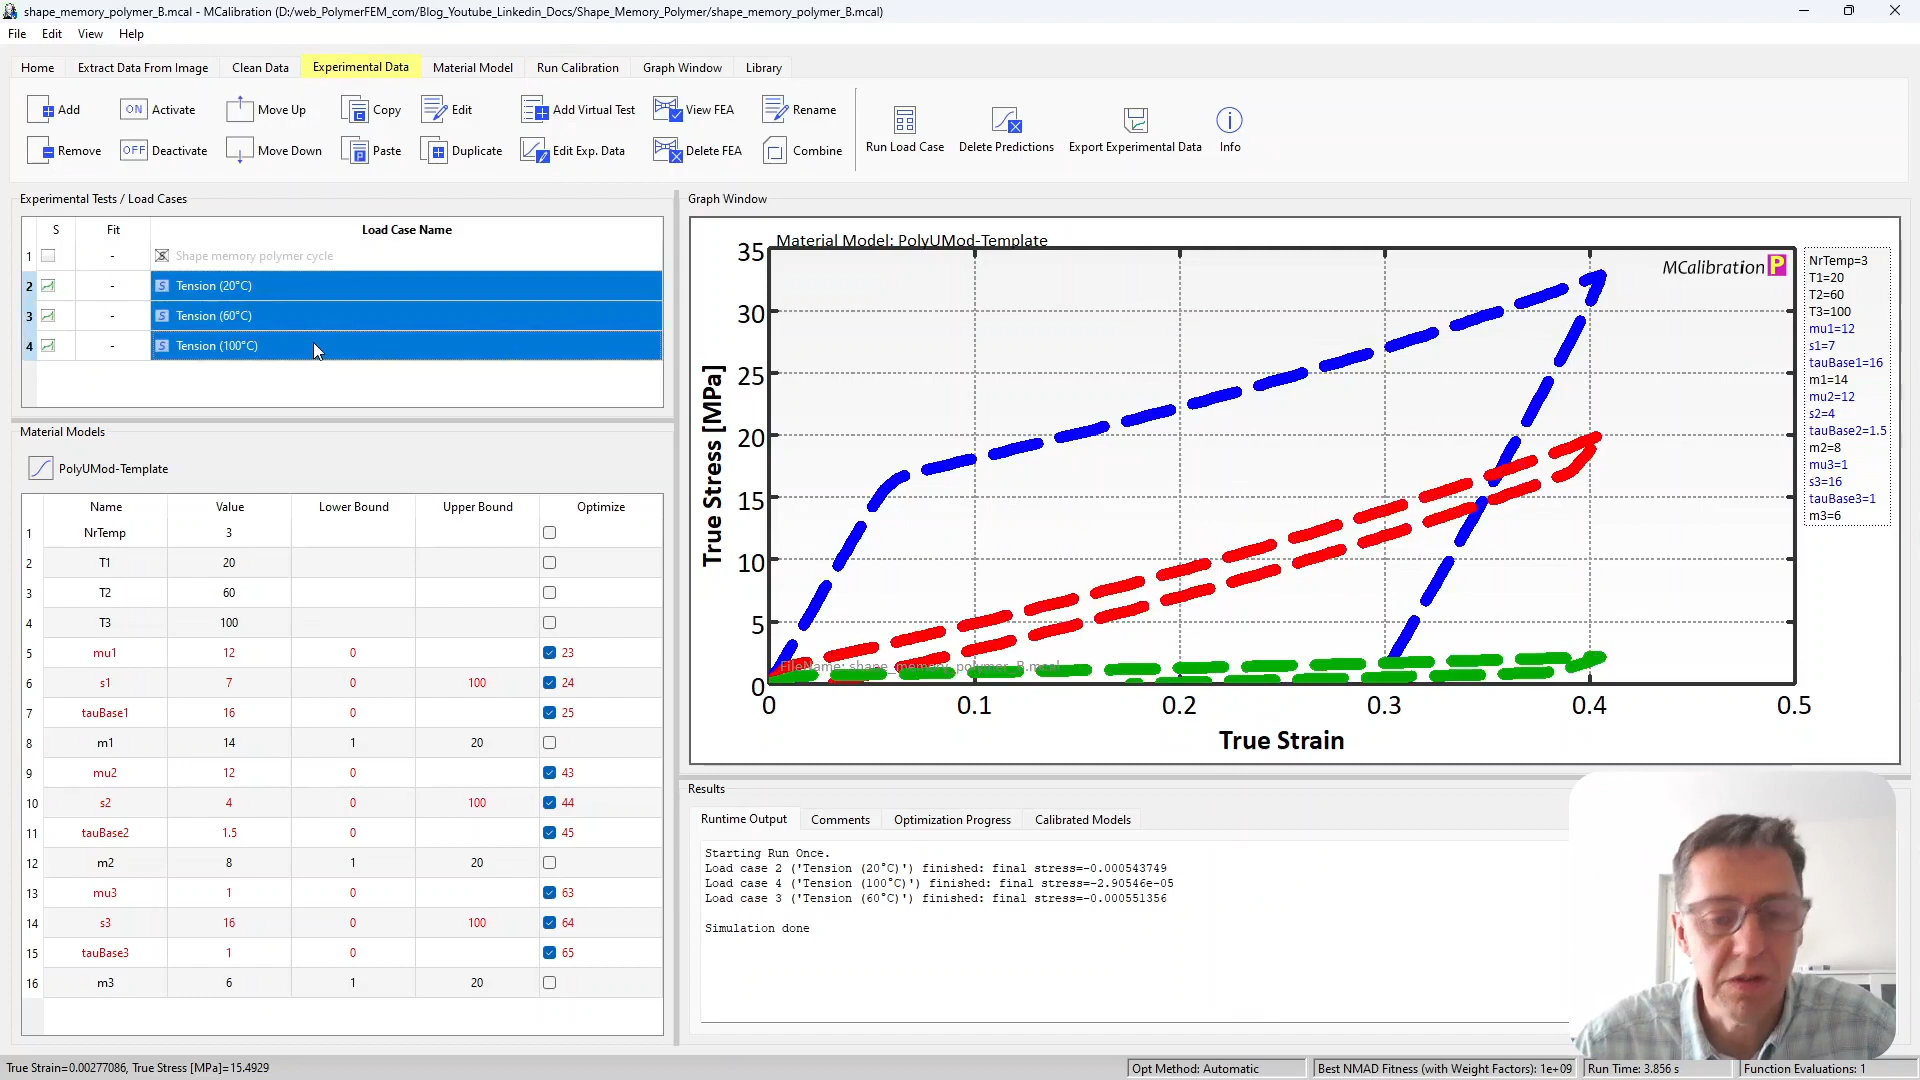 shape_memory_polymer_B.mcal - MCalibration (D:/web_PolymerFEM_com/Blog_Youtube_Linkedin_Docs/Shape_Memory_Polymer/shape_memory_polymer_B.mcal)
File Edit View Help
Home Extract Data From Image Clean Data Experimental Data Material Model Run Calibration Graph Window Library
Add ON Activate Move Up Copy Edit Add Virtual Test View FEA Rename
Remove OFF Deactivate Move Down Paste Duplicate Edit Exp. Data Delete FEA Combine
Run Load Case Delete Predictions Export Experimental Data Info
Experimental Tests / Load Cases
S Fit Load Case Name
1 - Shape memory polymer cycle
2 - S Tension (20°C)
3 - S Tension (60°C)
4 - S Tension (100°C)
Material Models
PolyUMod-Template
Name Value Lower Bound Upper Bound Optimize
1 NrTemp 3
2 T1 20
3 T2 60
4 T3 100
5 mu1 12 0 23
6 s1 7 0 100 24
7 tauBase1 16 0 25
8 m1 14 1 20
9 mu2 12 0 43
10 s2 4 0 100 44
11 tauBase2 1.5 0 45
12 m2 8 1 20
13 mu3 1 0 63
14 s3 16 0 100 64
15 tauBase3 1 0 65
16 m3 6 1 20
Graph Window
Material Model: PolyUMod-Template
MCalibration P
35
30
25
20
15
10
5
0
True Stress [MPa]
FileName: shape_memory_polymer_B.mcal
0 0.1 0.2 0.3 0.4 0.5
True Strain
NrTemp=3
T1=20
T2=60
T3=100
mu1=12
s1=7
tauBase1=16
m1=14
mu2=12
s2=4
tauBase2=1.5
m2=8
mu3=1
s3=16
tauBase3=1
m3=6
Results
Runtime Output Comments Optimization Progress Calibrated Models
Starting Run Once.
Load case 2 ('Tension (20°C)') finished: final stress=-0.000543749
Load case 4 ('Tension (100°C)') finished: final stress=-2.90546e-05
Load case 3 ('Tension (60°C)') finished: final stress=-0.000551356
Simulation done
True Strain=0.00277086, True Stress [MPa]=15.4929
Opt Method: Automatic
Best NMAD Fitness (with Weight Factors): 1e+09
Run Time: 3.856 s
Function Evaluations: 1